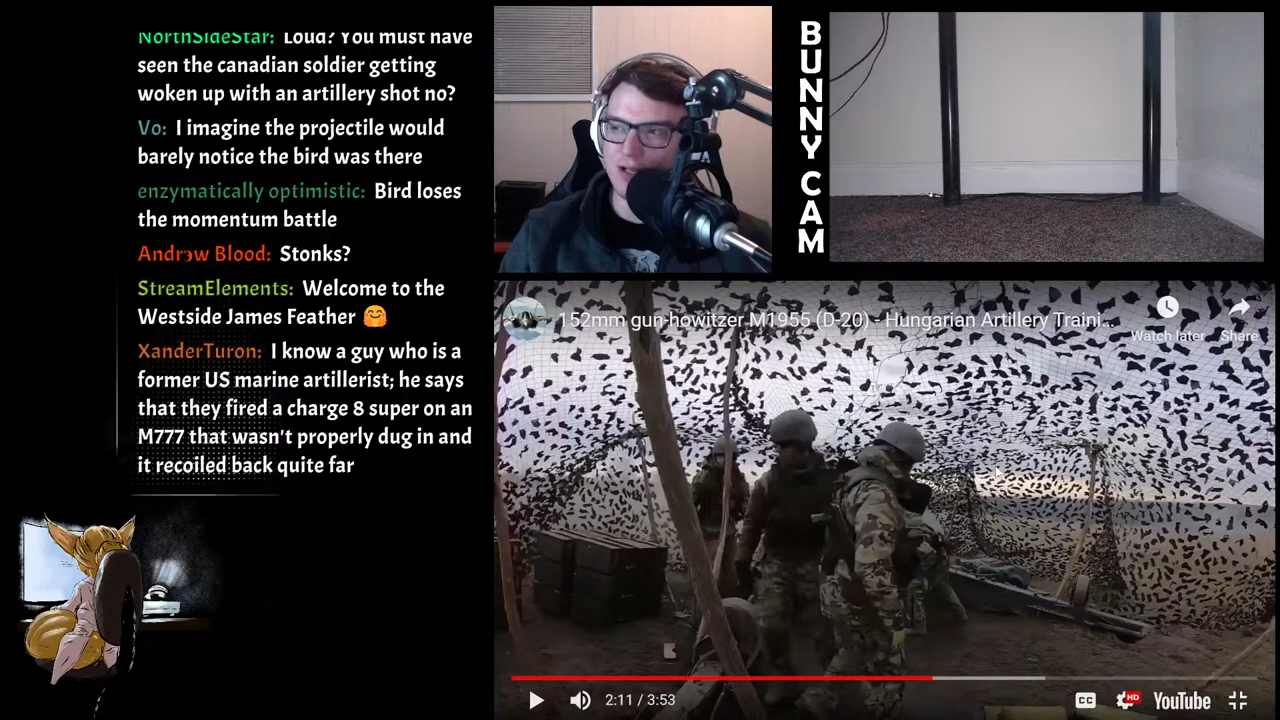 NorthSideStar: Loud? You must have
seen the canadian soldier getting
woken up with an artillery shot no?
Vo: I imagine the projectile would
barely notice the bird was there
enzymatically optimistic: Bird loses
the momentum battle
Andrɘw Blood: Stonks?
StreamElements: Welcome to the
Westside James Feather 🤗
XanderTuron: I know a guy who is a
former US marine artillerist; he says
that they fired a charge 8 super on an
M777 that wasn't properly dug in and
it recoiled back quite far
BUNNY CAM
152mm gun-howitzer M1955 (D-20) - Hungarian Artillery Traini...
Watch later
Share
2:11 / 3:53
CC
HD
YouTube